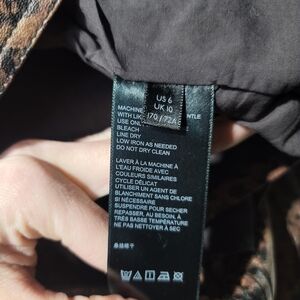 US 6
UK 10
170/72A
MACHINE
WITH LIK
NTLE
USE ONL
BLEACH
LINE DRY
LOW IRON AS NEEDED
DO NOT DRY CLEAN
LAVER À LA MACHINE À
L'EAU FROIDE AVEC
COULEURS SIMILAIRES
CYCLE DÉLICAT
UTILISER UN AGENT DE
BLANCHIMENT SANS CHLORE
SI NÉCESSAIRE
SUSPENDRE POUR SÉCHER
REPASSER, AU BESOIN, À
TRÈS BASSE TEMPÉRATURE
NE PAS NETTOYER À SEC